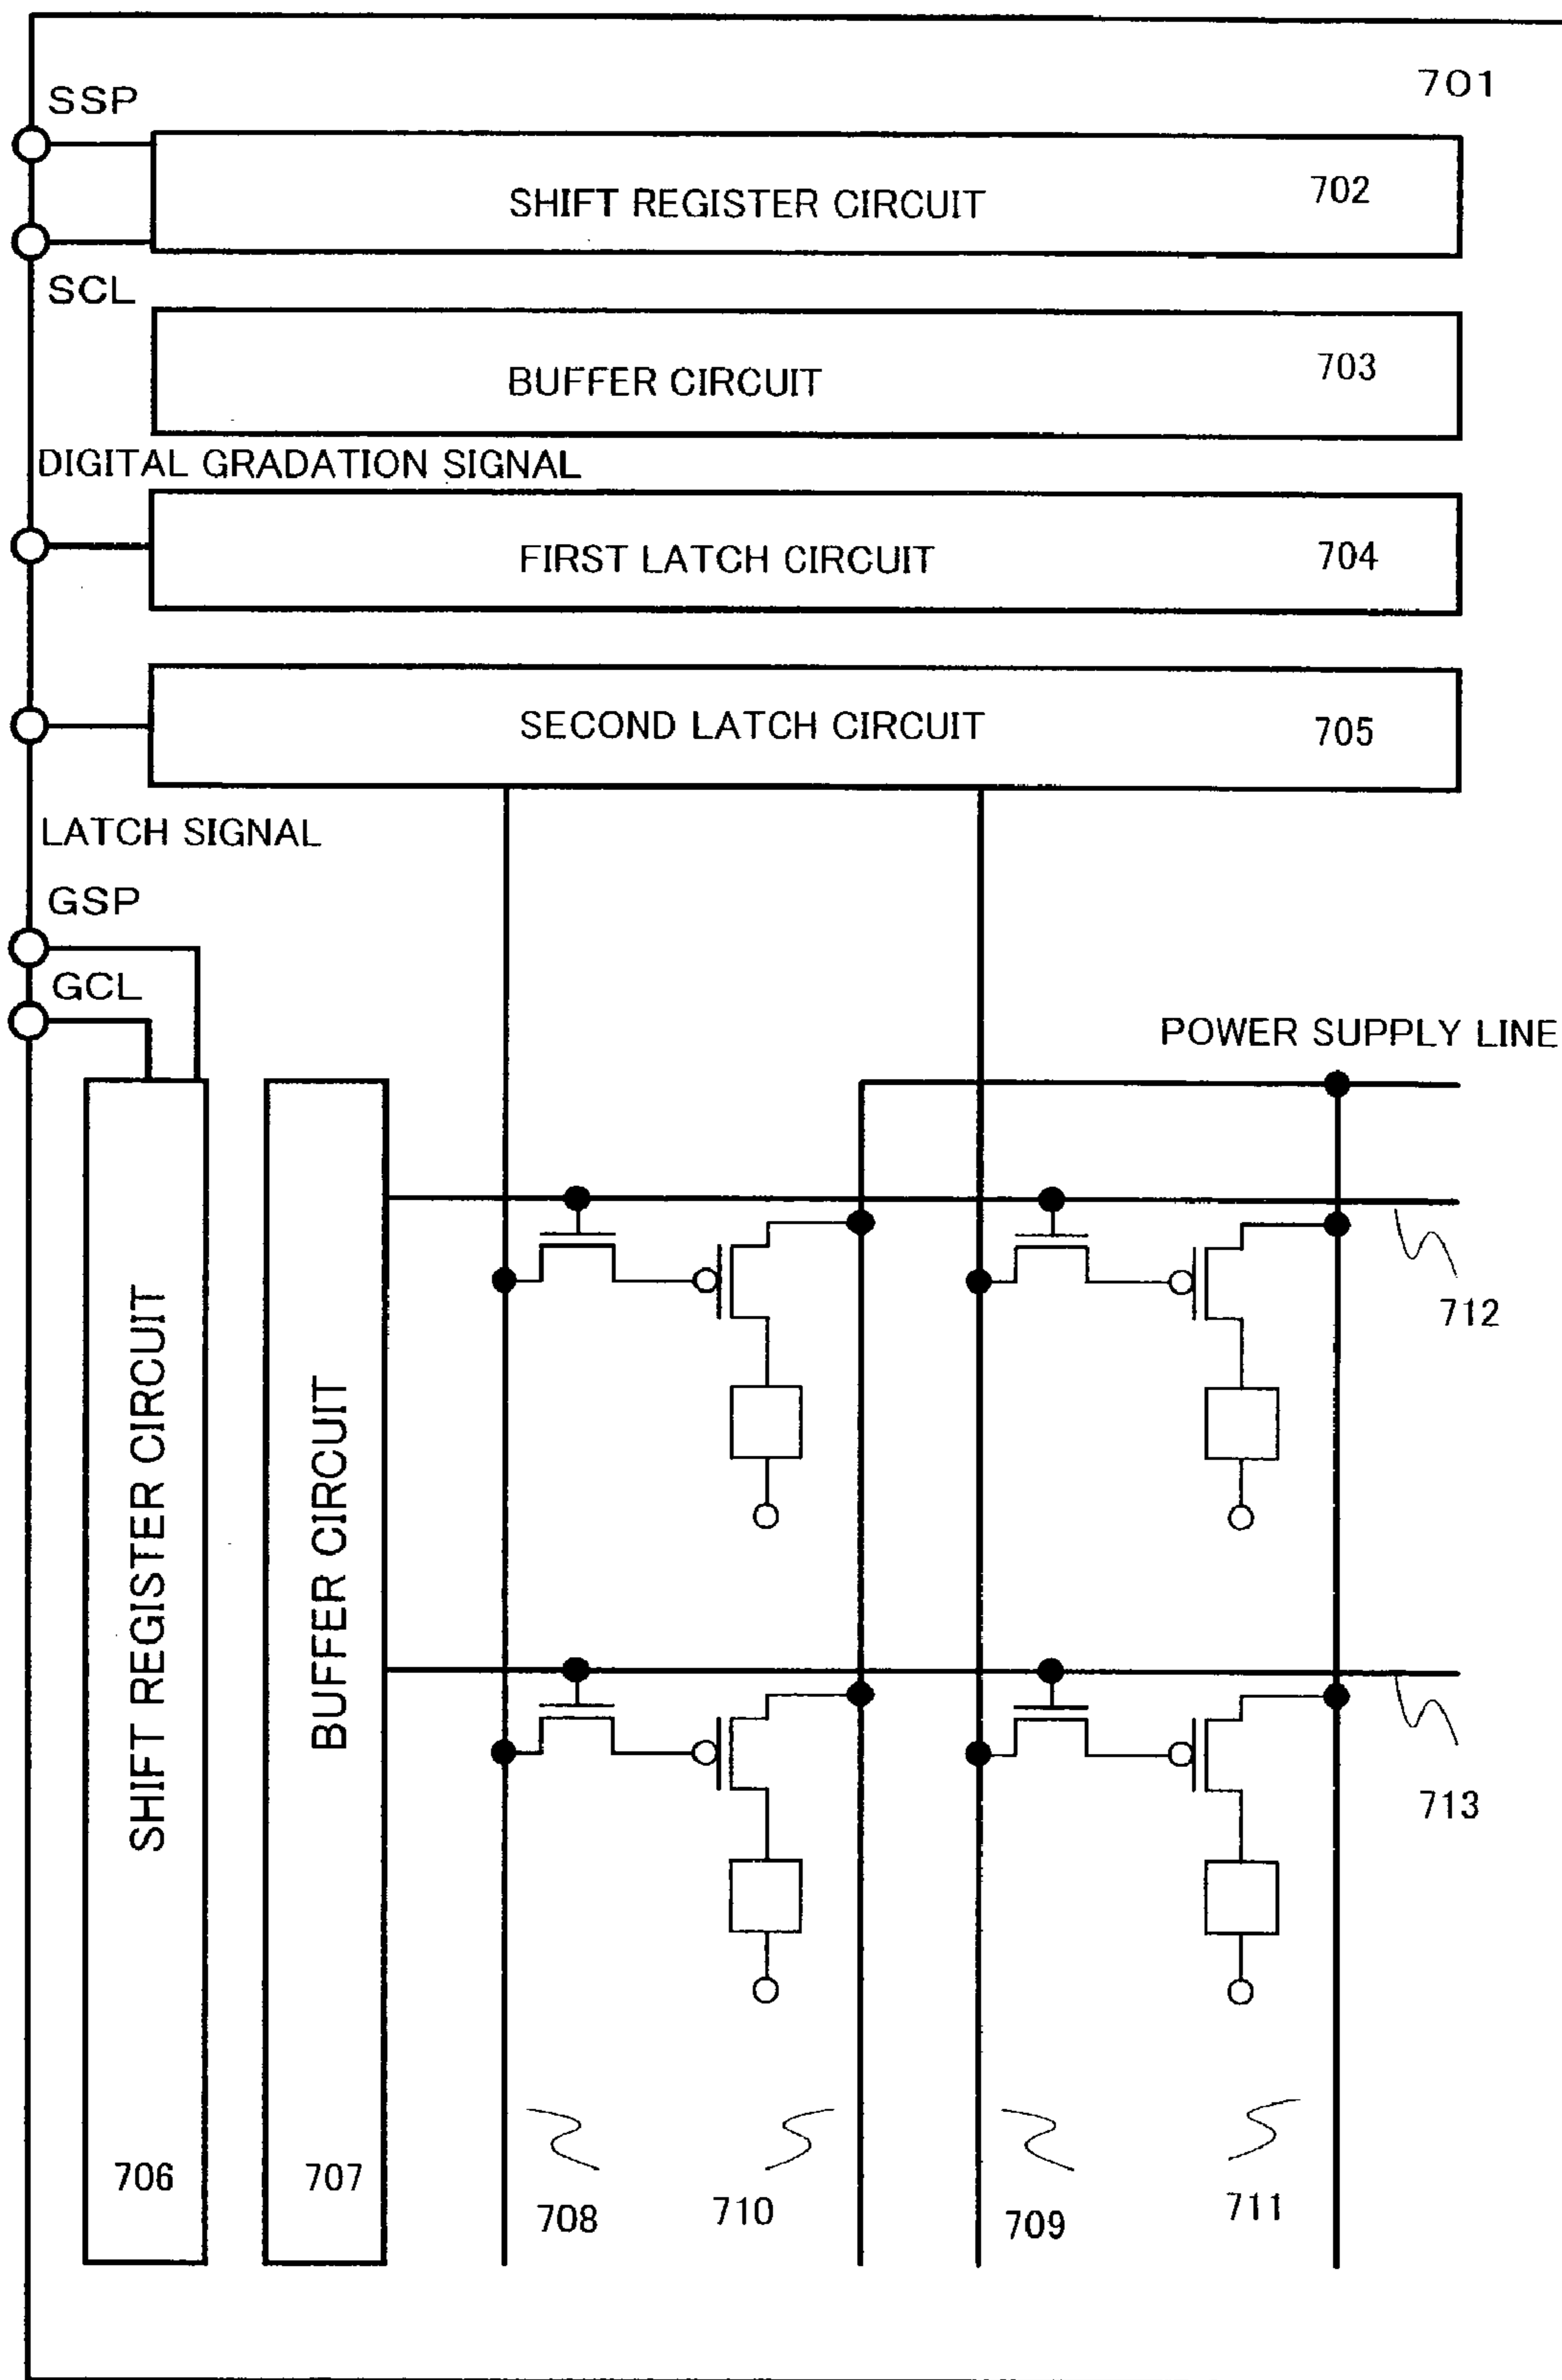 701
SSP
SHIFT REGISTER CIRCUIT 702
SCL
BUFFER CIRCUIT 703
DIGITAL GRADATION SIGNAL
FIRST LATCH CIRCUIT 704
SECOND LATCH CIRCUIT 705
LATCH SIGNAL
GSP
GCL
POWER SUPPLY LINE
712
SHIFT REGISTER CIRCUIT
BUFFER CIRCUIT
713
706
707
708
710
709
711